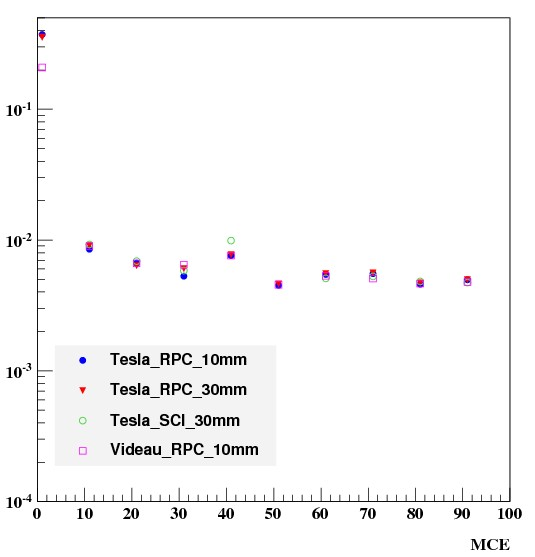 10-1
10-2
10-3
10-4
Tesla_RPC_10mm
Tesla_RPC_30mm
Tesla_SCI_30mm
Videau_RPC_10mm
0 10 20 30 40 50 60 70 80 90 100
MCE